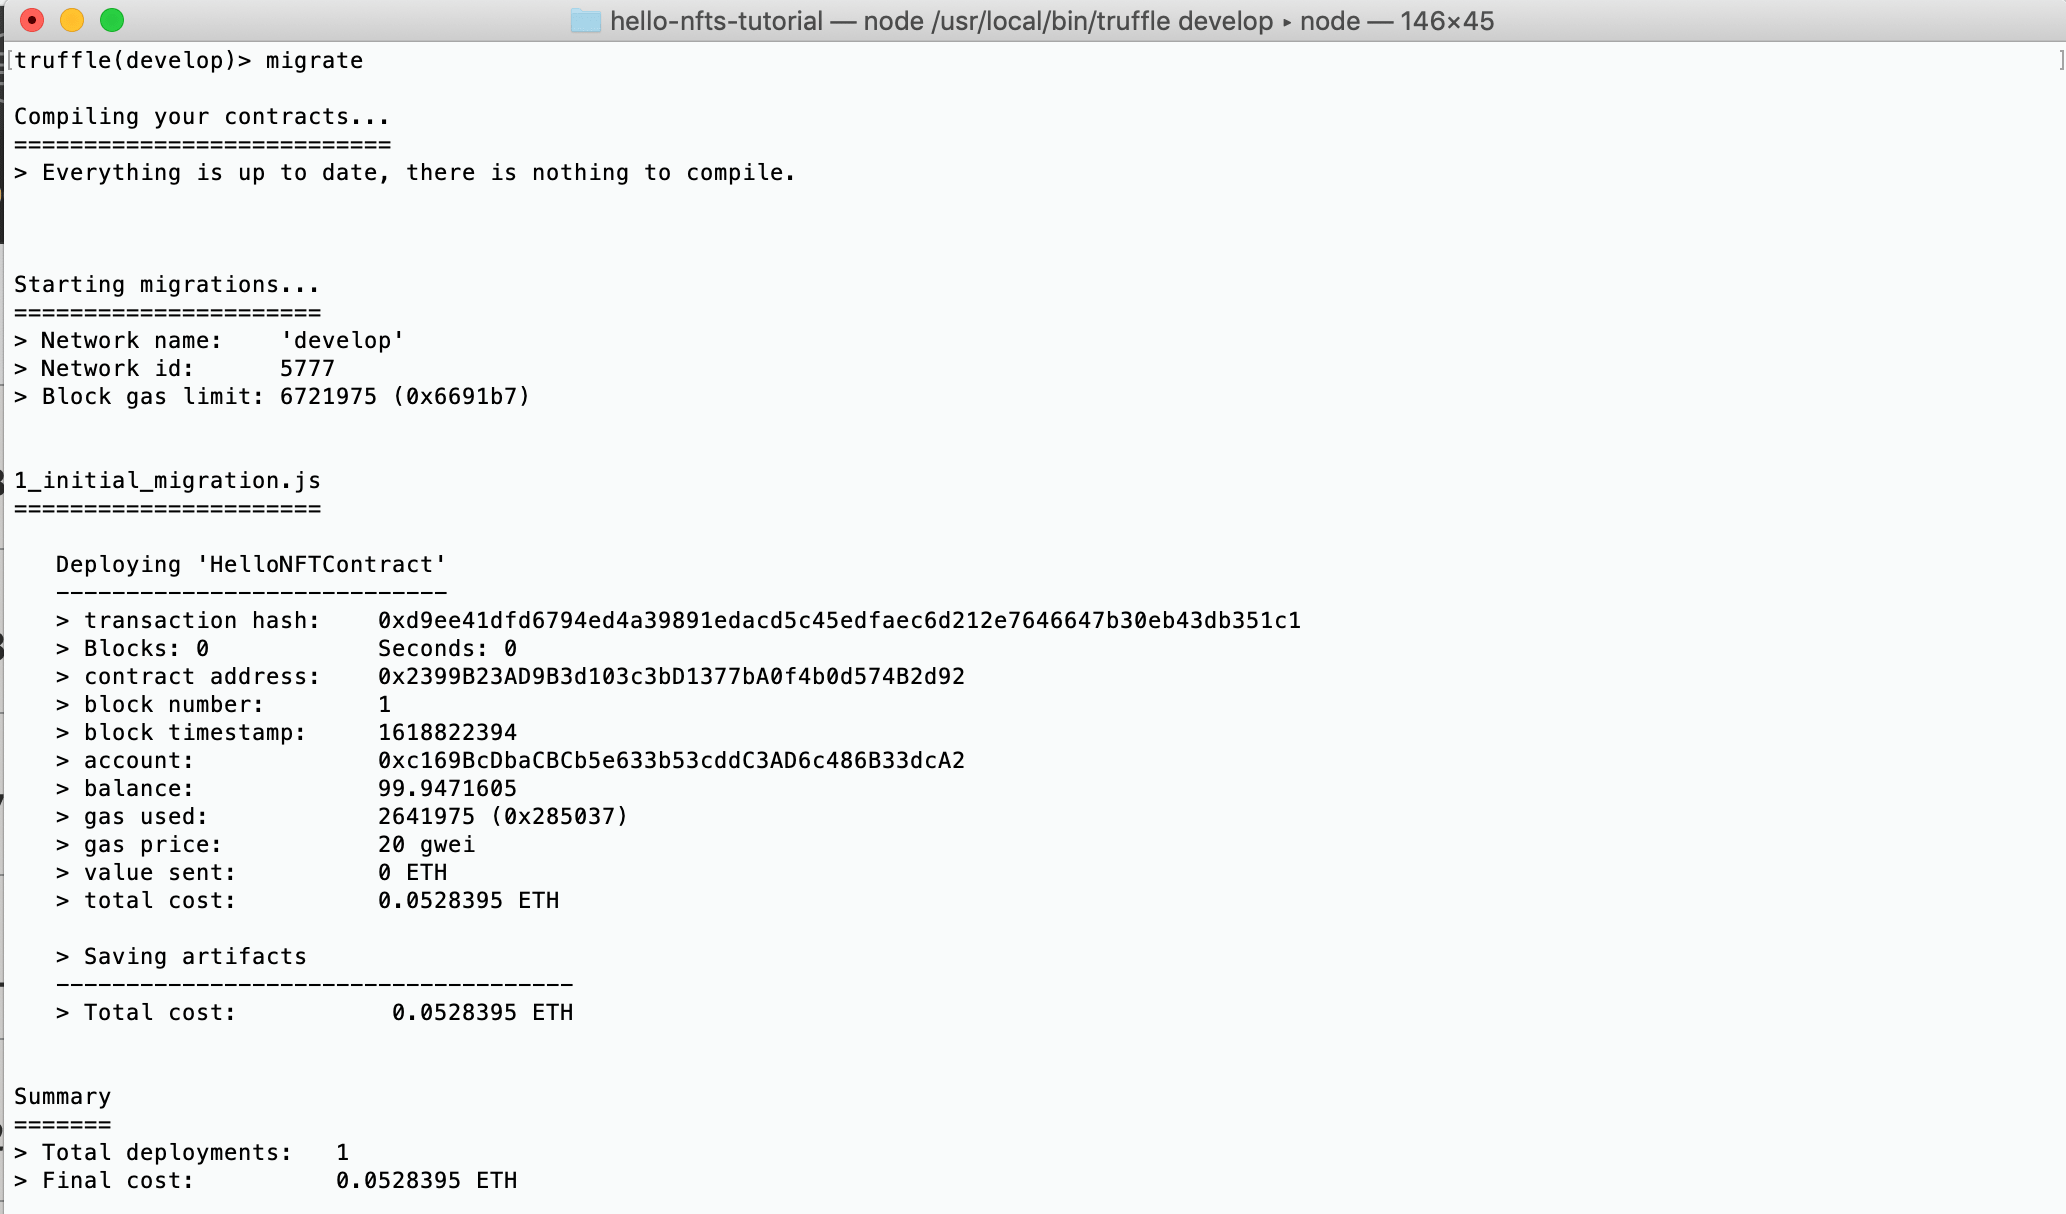 hello-nfts-tutorial — node /usr/local/bin/truffle develop ▸ node — 146×45
truffle(develop)> migrate
Compiling your contracts...
===========================
> Everything is up to date, there is nothing to compile.
Starting migrations...
======================
> Network name:    'develop'
> Network id:      5777
> Block gas limit: 6721975 (0x6691b7)
1_initial_migration.js
======================
   Deploying 'HelloNFTContract'
   ----------------------------
   > transaction hash:    0xd9ee41dfd6794ed4a39891edacd5c45edfaec6d212e7646647b30eb43db351c1
   > Blocks: 0            Seconds: 0
   > contract address:    0x2399B23AD9B3d103c3bD1377bA0f4b0d574B2d92
   > block number:        1
   > block timestamp:     1618822394
   > account:             0xc169BcDbaCBCb5e633b53cddC3AD6c486B33dcA2
   > balance:             99.9471605
   > gas used:            2641975 (0x285037)
   > gas price:           20 gwei
   > value sent:          0 ETH
   > total cost:          0.0528395 ETH
   > Saving artifacts
   -------------------------------------
   > Total cost:           0.0528395 ETH
Summary
=======
> Total deployments:   1
> Final cost:          0.0528395 ETH